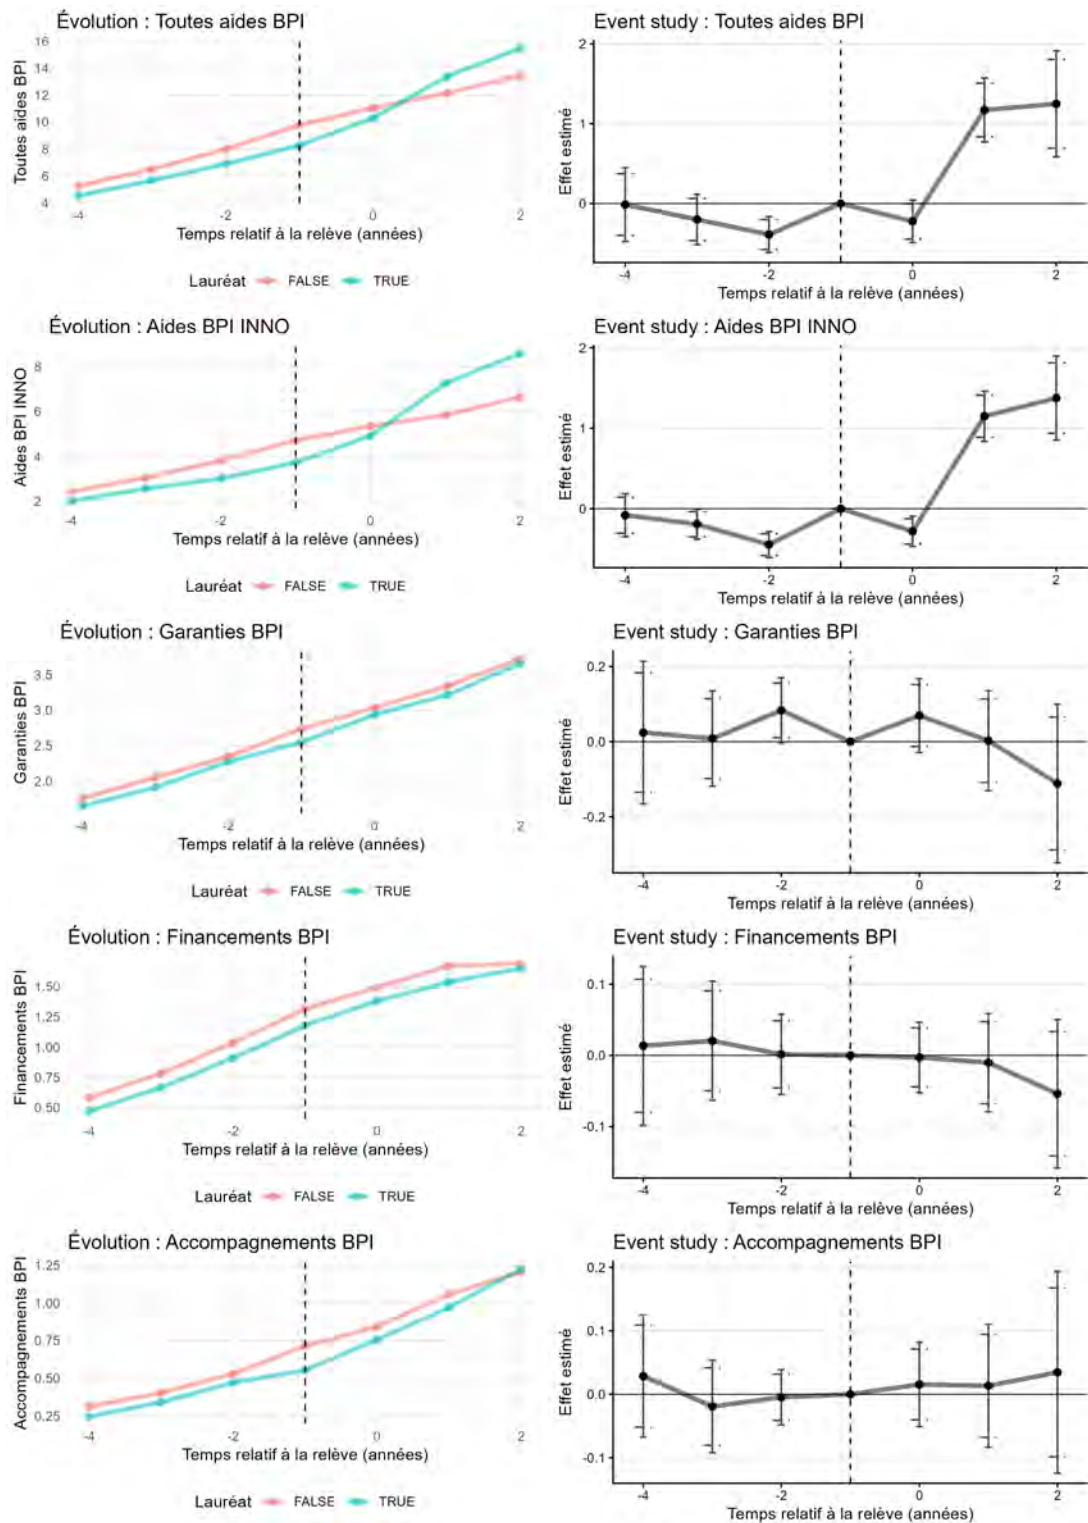 Évolution : Toutes aides BPI
Toutes aides BPI
16
14
12
10
8
6
4
-4
-2
0
2
Temps relatif à la relève (années)
Lauréat FALSE TRUE
Event study : Toutes aides BPI
Effet estimé
2
1
0
-4
-2
0
2
Temps relatif à la relève (années)
Évolution : Aides BPI INNO
Aides BPI INNO
8
6
4
2
-4
-2
0
2
Temps relatif à la relève (années)
Lauréat FALSE TRUE
Event study : Aides BPI INNO
Effet estimé
2
1
0
-4
-2
0
2
Temps relatif à la relève (années)
Évolution : Garanties BPI
Garanties BPI
3.5
3.0
2.5
2.0
-4
-2
0
2
Temps relatif à la relève (années)
Lauréat FALSE TRUE
Event study : Garanties BPI
Effet estimé
0.2
0.0
-0.2
-4
-2
0
2
Temps relatif à la relève (années)
Évolution : Financements BPI
Financements BPI
1.50
1.25
1.00
0.75
0.50
-4
-2
0
2
Temps relatif à la relève (années)
Lauréat FALSE TRUE
Event study : Financements BPI
Effet estimé
0.1
0.0
-0.1
-4
-2
0
2
Temps relatif à la relève (années)
Évolution : Accompagnements BPI
Accompagnements BPI
1.25
1.00
0.75
0.50
0.25
-4
-2
0
2
Temps relatif à la relève (années)
Lauréat FALSE TRUE
Event study : Accompagnements BPI
Effet estimé
0.2
0.1
0.0
-0.1
-4
-2
0
2
Temps relatif à la relève (années)